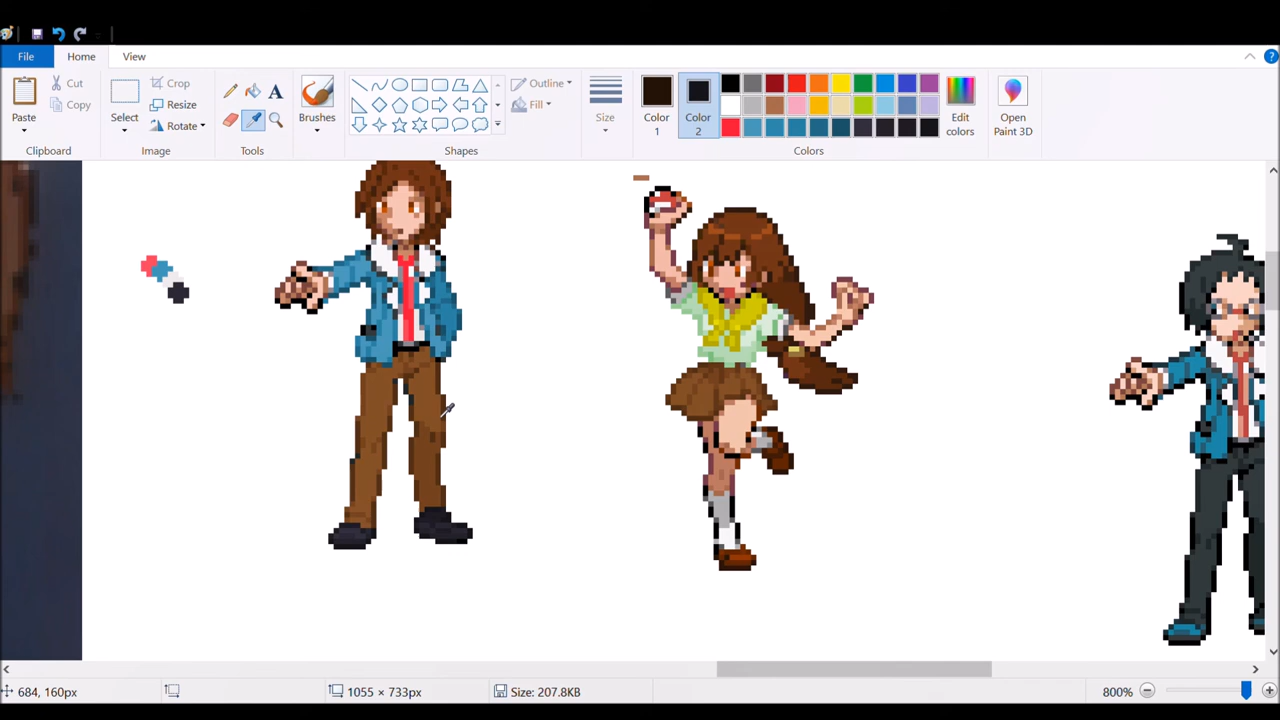 File Home View
Paste Cut Copy Select Crop Resize Rotate Brushes Outline Fill Size Color 1 Color 2 Edit colors Open Paint 3D
Clipboard Image Tools Shapes Colors
684, 160px 1055 × 733px Size: 207.8KB 800%